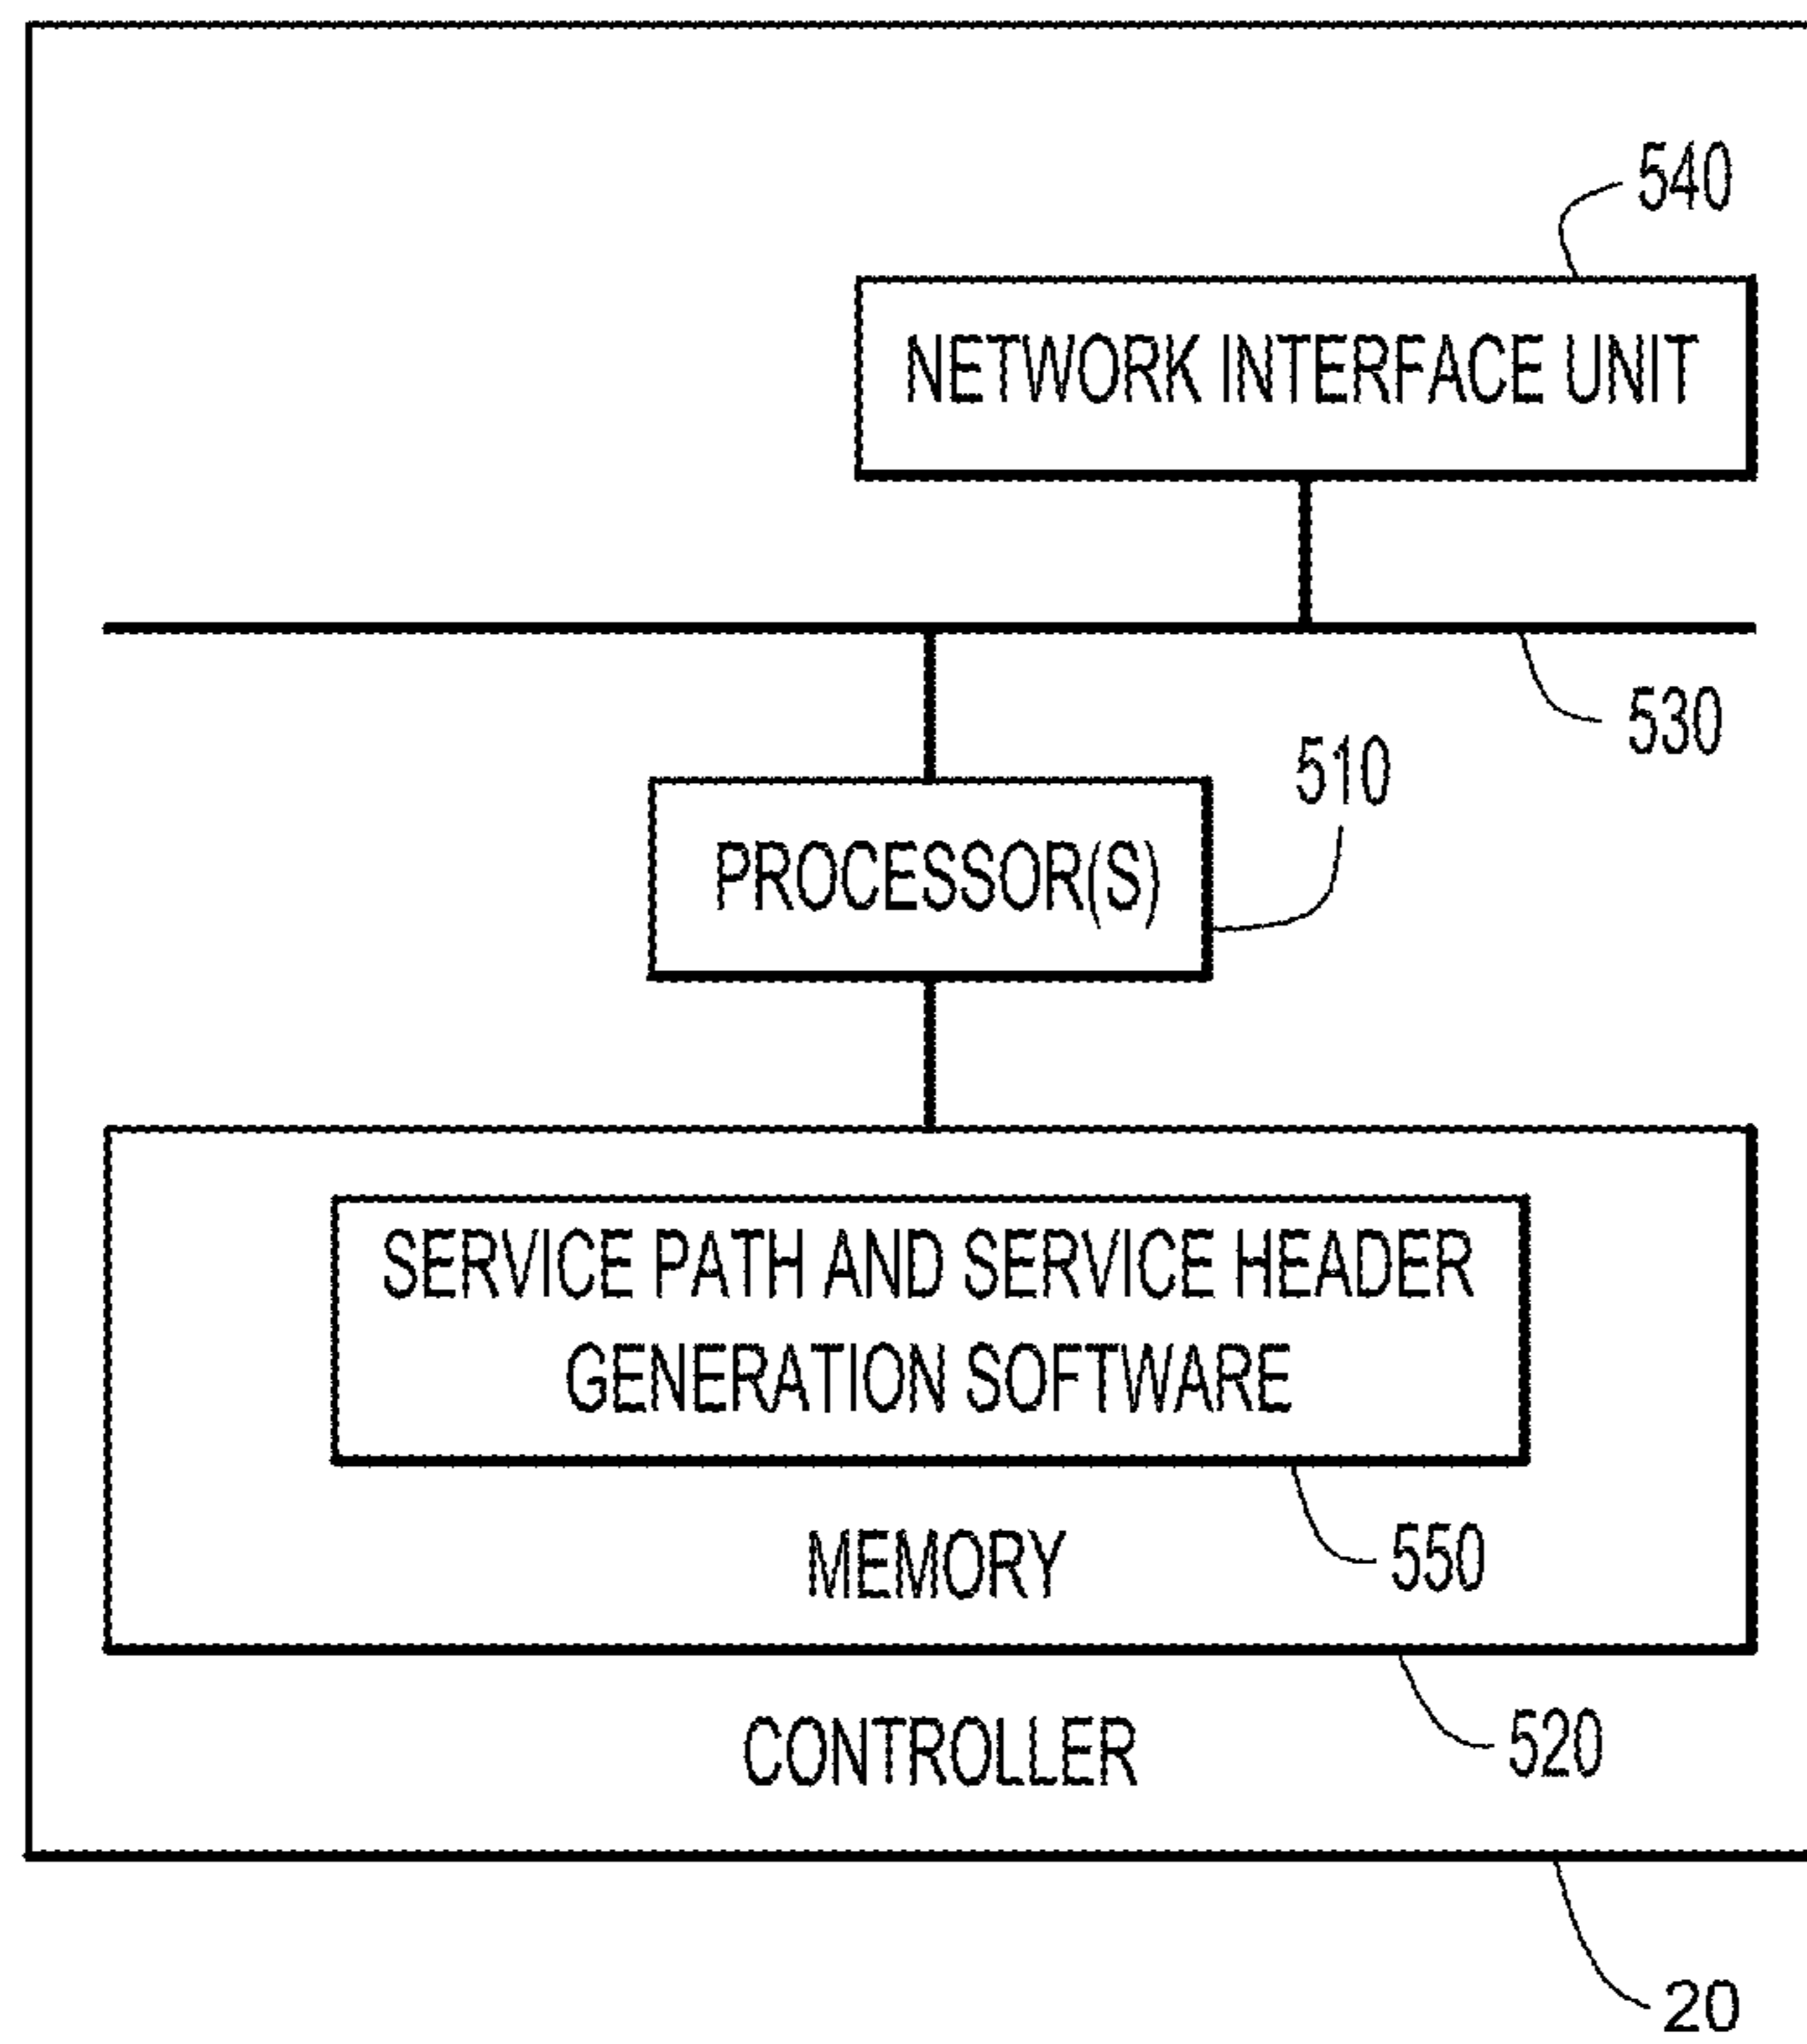 540
NETWORK INTERFACE UNIT
530
510
PROCESSOR(S)
SERVICE PATH AND SERVICE HEADER
GENERATION SOFTWARE
MEMORY
550
CONTROLLER
520
20